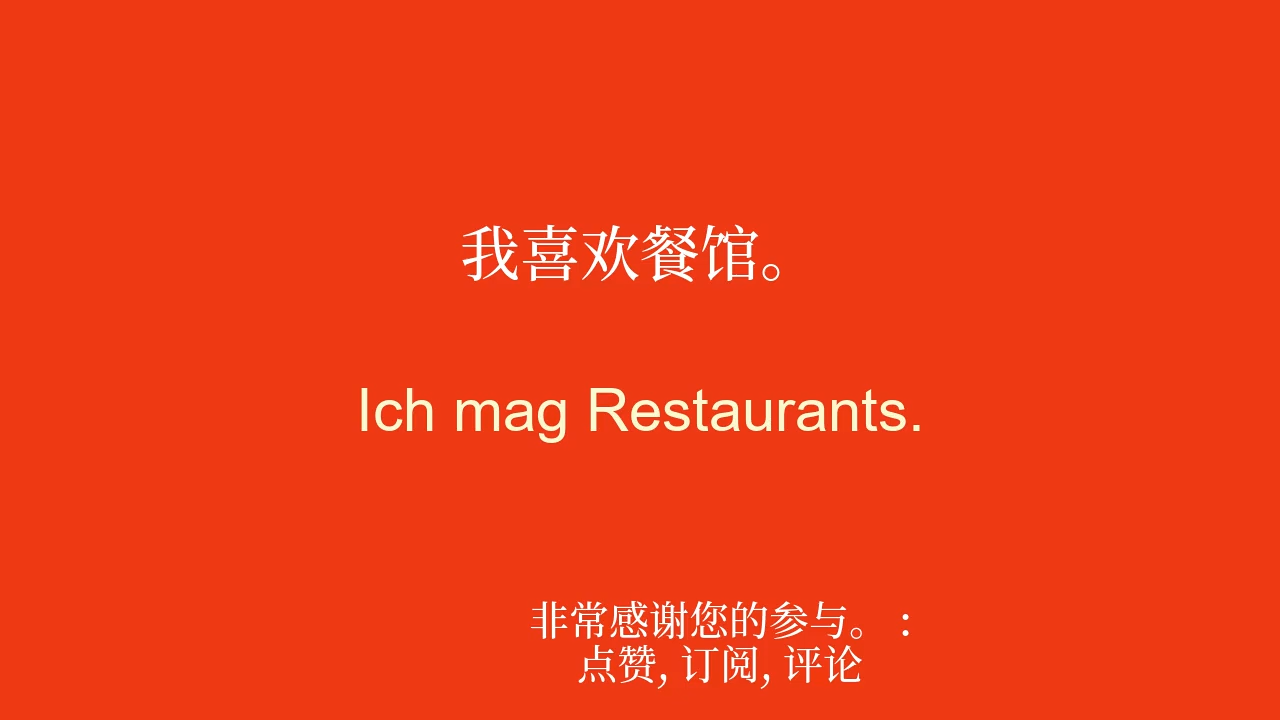 我喜欢餐馆。
Ich mag Restaurants.
非常感谢您的参与。 :
点赞, 订阅, 评论